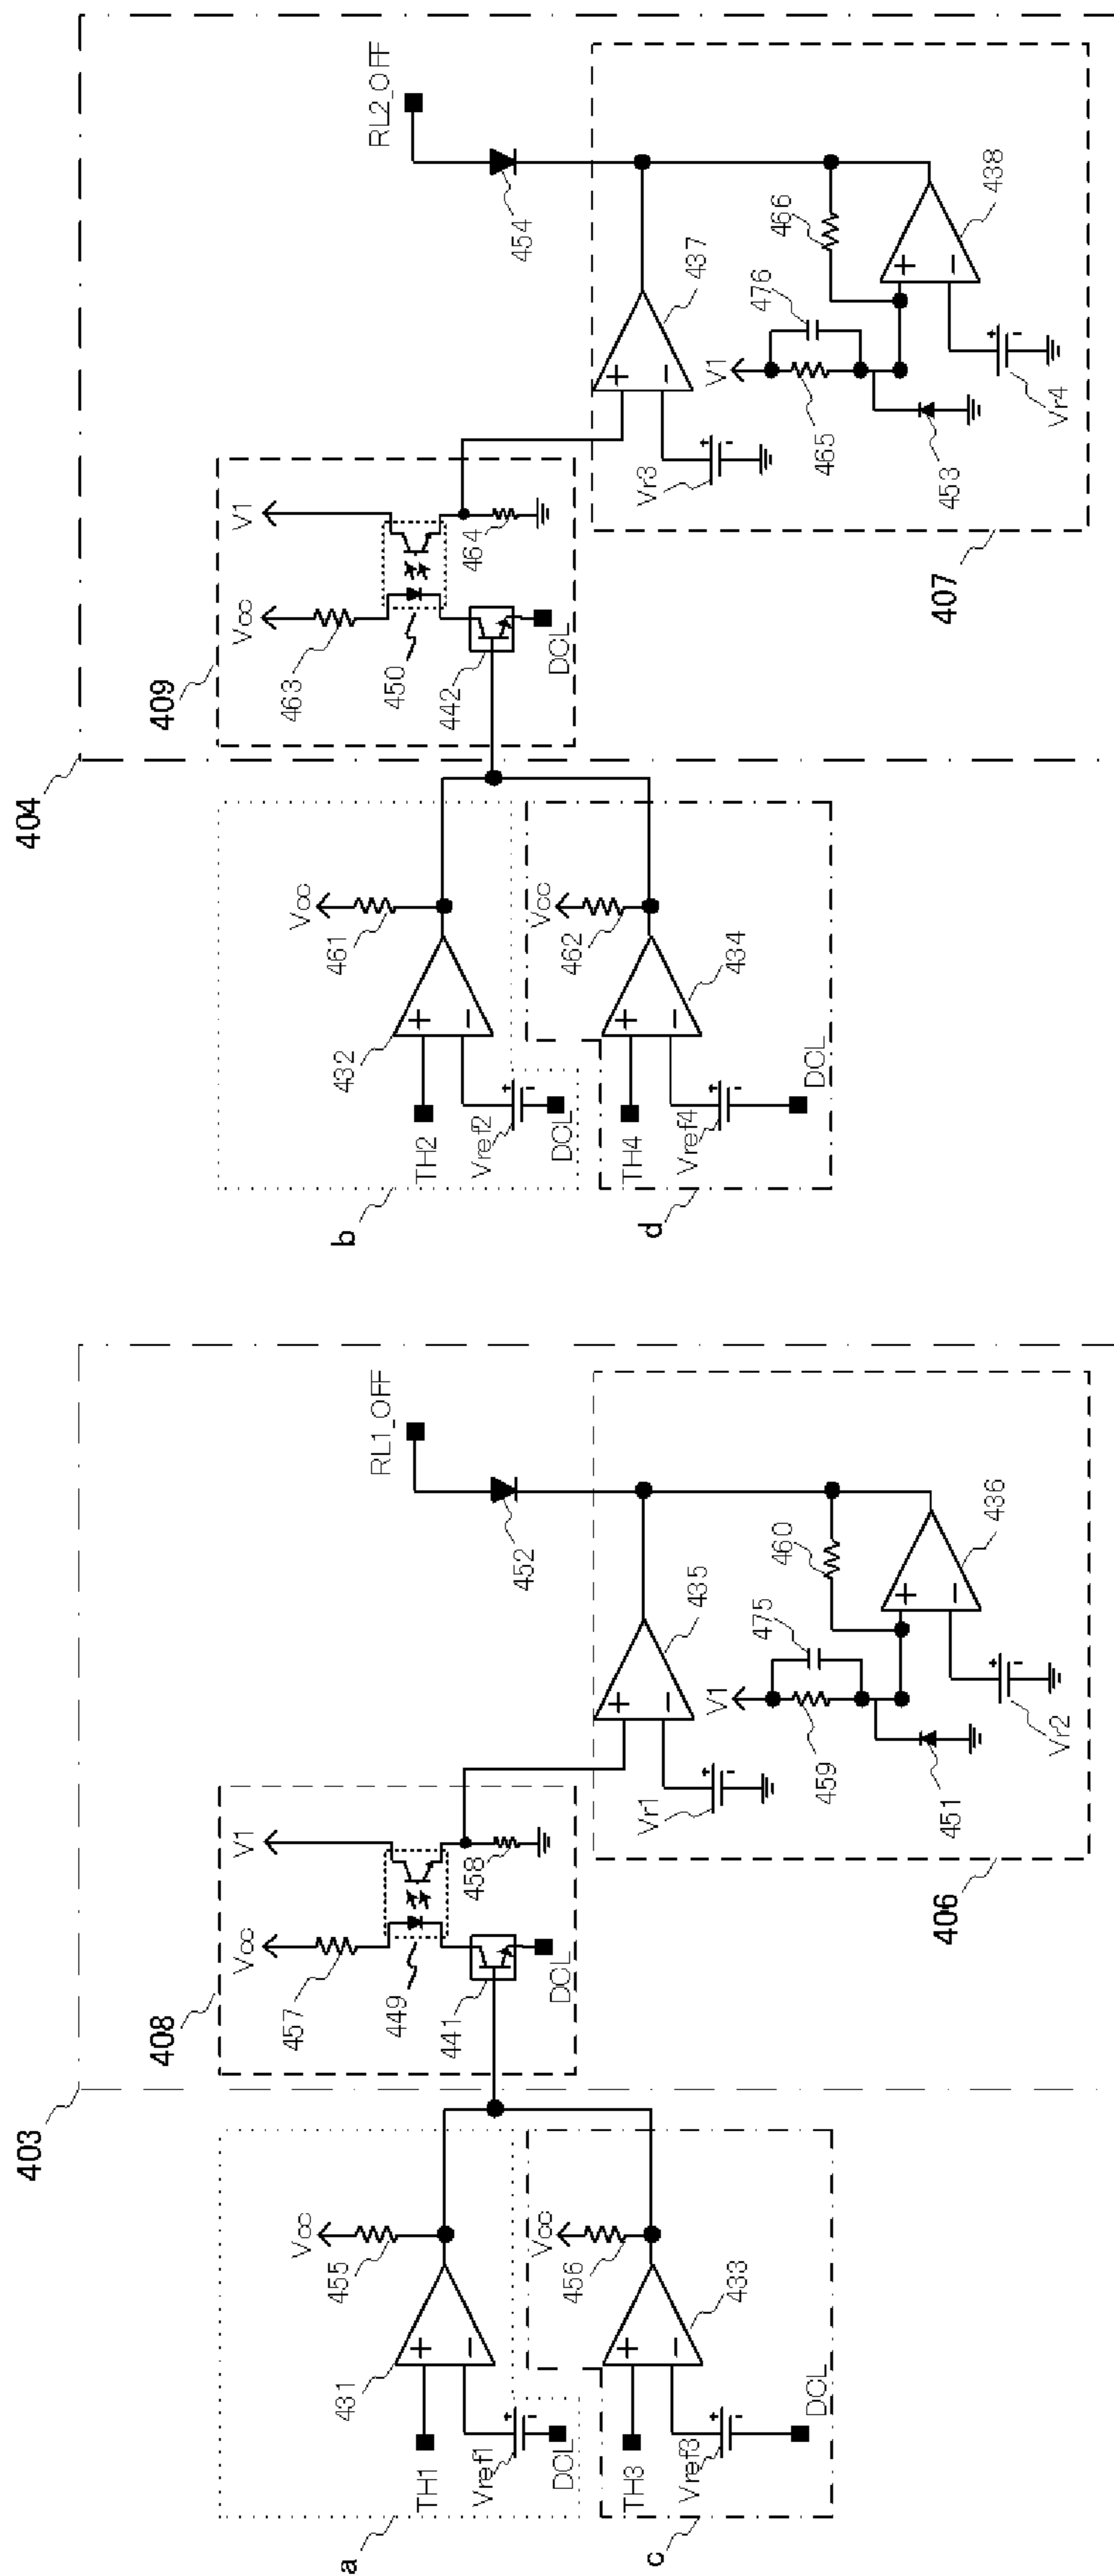 403
408
Vcc
V1
457
449
441
DCL
458
a
TH1
431
Vcc
455
+
−
Vref1
+
-
DCL
c
TH3
433
Vcc
456
+
−
Vref3
+
-
DCL
RL1_OFF
452
406
435
+
−
Vr1
+
-
V1
459
475
451
460
436
+
−
Vr2
+
-
404
409
Vcc
V1
463
450
442
DCL
464
b
TH2
432
Vcc
461
+
−
Vref2
+
-
DCL
d
TH4
434
Vcc
462
+
−
Vref4
+
-
DCL
RL2_OFF
454
407
437
+
−
Vr3
+
-
V1
465
476
453
466
438
+
−
Vr4
+
-